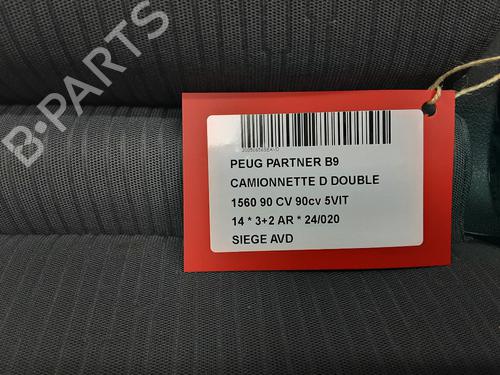 B-PARTS
PEUG PARTNER B9
CAMIONNETTE D DOUBLE
1560 90 CV 90cv 5VIT
14 * 3+2 AR * 24/020
SIEGE AVD